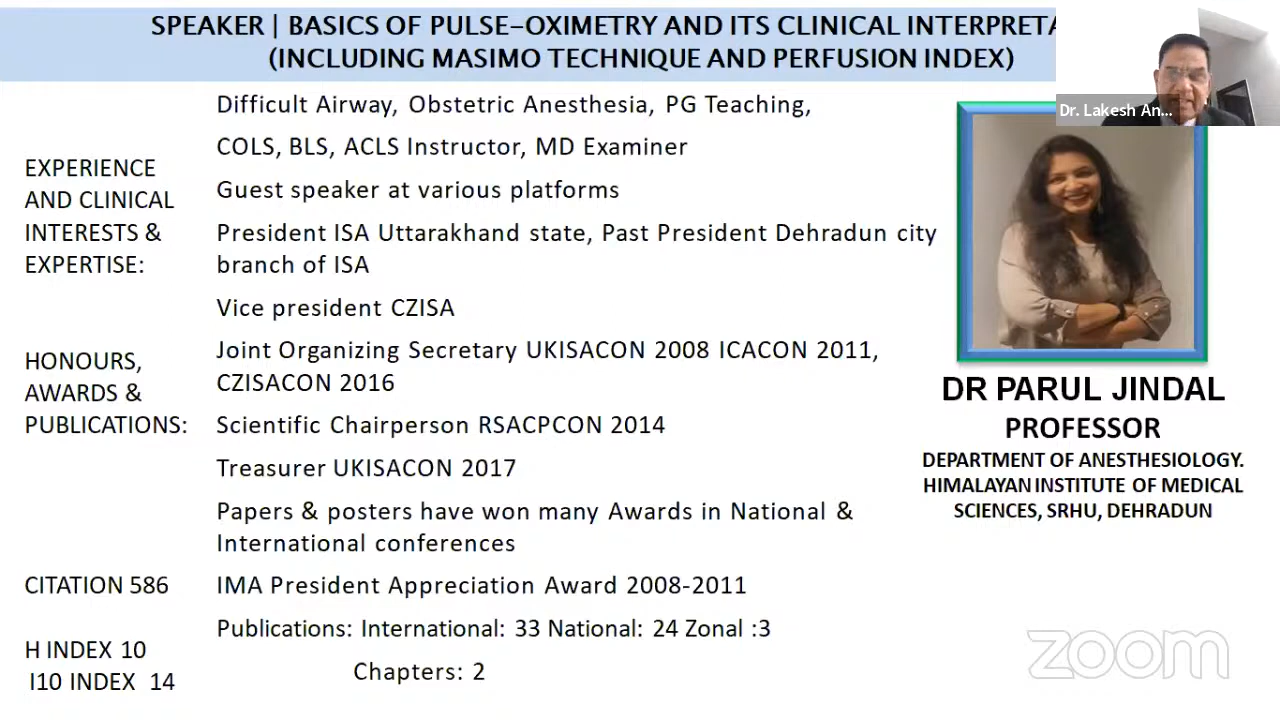 SPEAKER | BASICS OF PULSE-OXIMETRY AND ITS CLINICAL
(INCLUDING MASIMO TECHNIQUE AND PERFUSION INDEX)
Dr. Lakesh An...
Difficult Airway, Obstetric Anesthesia, PG Teaching,
COLS, BLS, ACLS Instructor, MD Examiner
Guest speaker at various platforms
EXPERIENCE
AND CLINICAL
INTERESTS &
EXPERTISE:
President ISA Uttarakhand state, Past President Dehradun city
branch of ISA
Vice president CZISA
HONOURS,
AWARDS &
PUBLICATIONS:
Joint Organizing Secretary UKISACON 2008 ICACON 2011,
CZISACON 2016
Scientific Chairperson RSACPCON 2014
Treasurer UKISACON 2017
Papers & posters have won many Awards in National &
International conferences
CITATION 586
IMA President Appreciation Award 2008-2011
Publications: International: 33 National: 24 Zonal :3
Chapters: 2
H INDEX 10
I10 INDEX 14
DR PARUL JINDAL
PROFESSOR
DEPARTMENT OF ANESTHESIOLOGY.
HIMALAYAN INSTITUTE OF MEDICAL
SCIENCES, SRHU, DEHRADUN
zoom